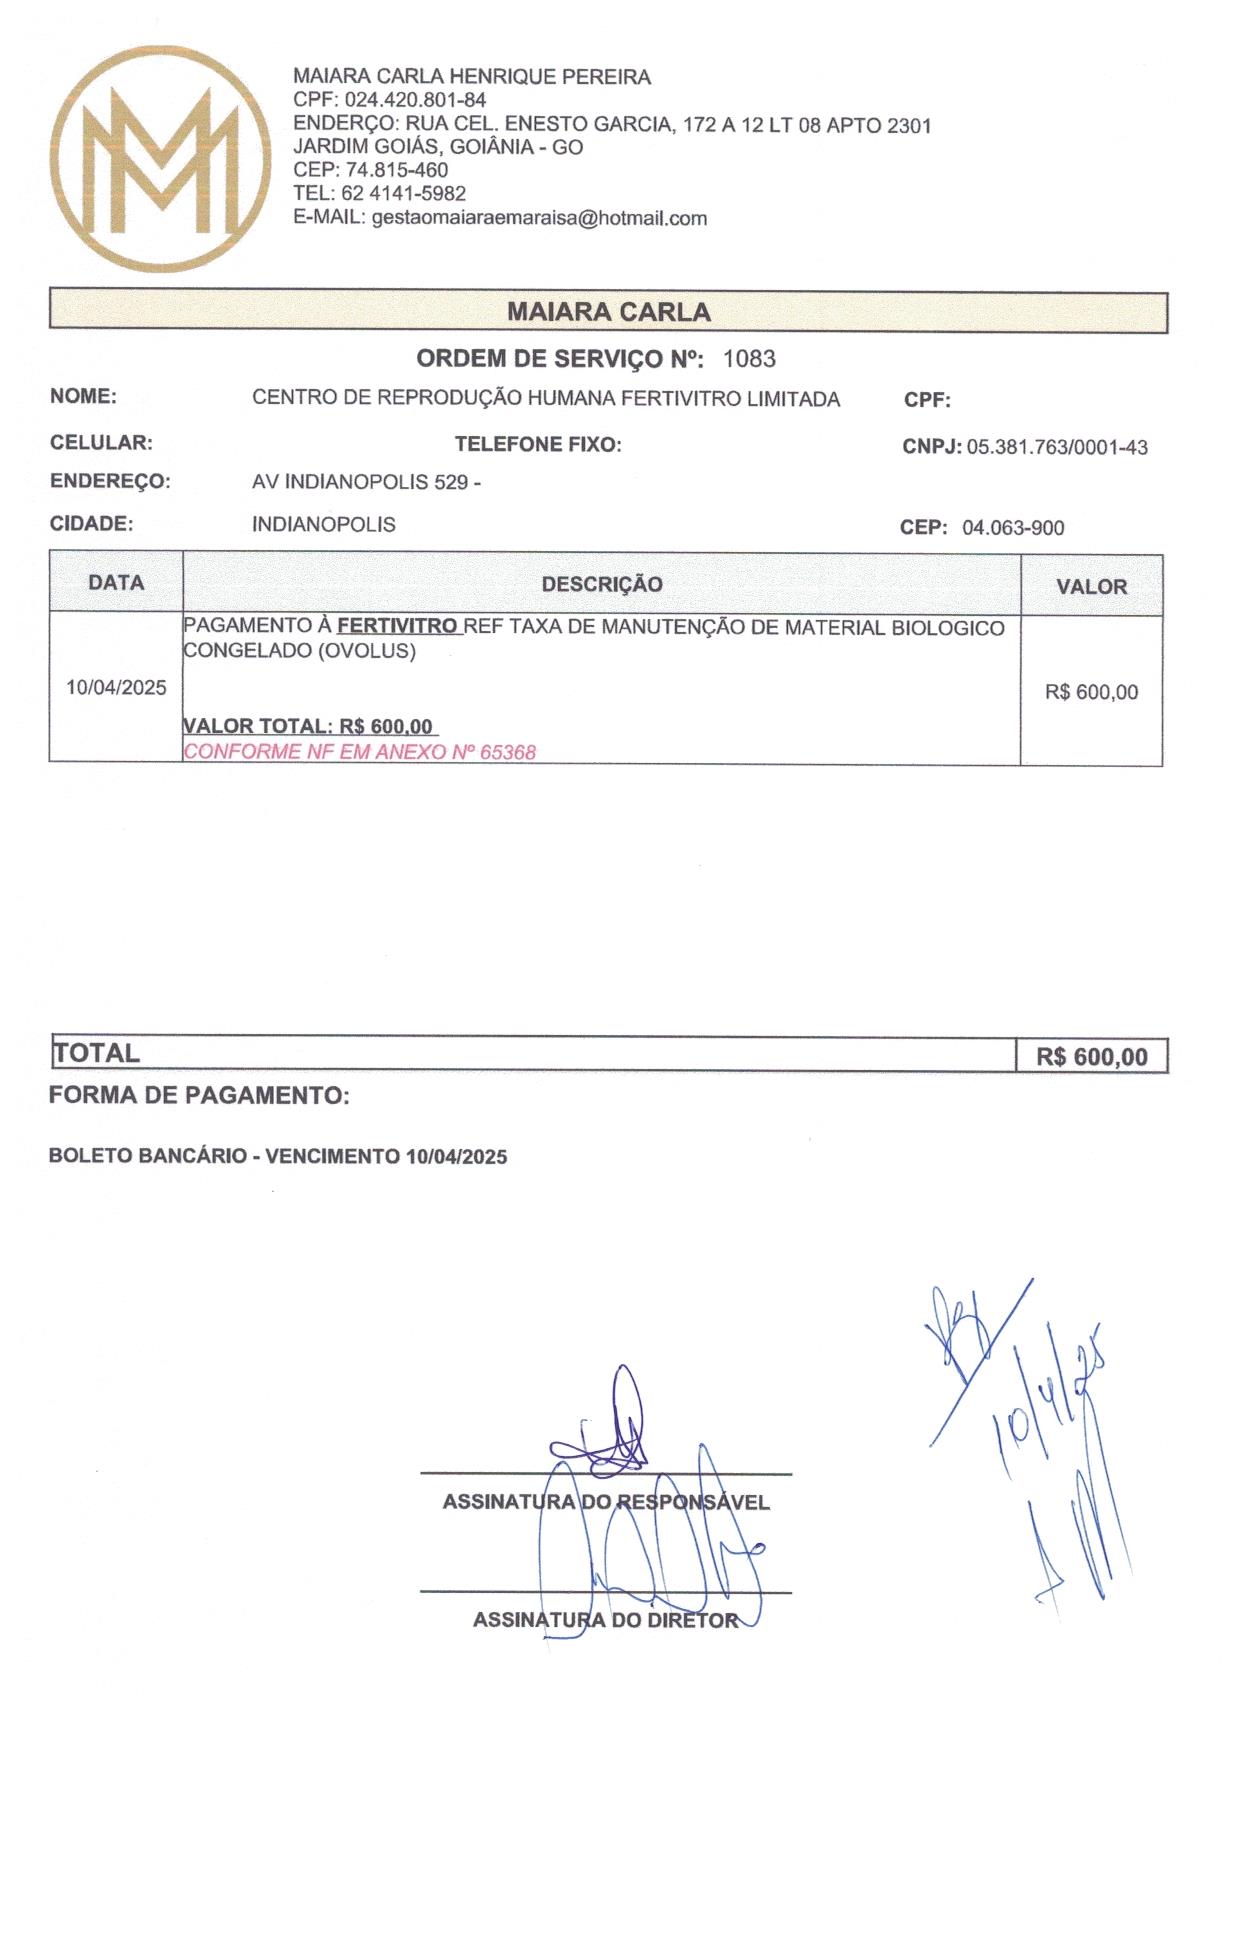 MAIARA CARLA HENRIQUE PEREIRA
CPF: 024.420.801-84
ENDERÇO: RUA CEL. ENESTO GARCIA, 172 A 12 LT 08 APTO 2301
JARDIM GOIÁS, GOIÂNIA - GO
CEP: 74.815-460
TEL: 62 4141-5982
E-MAIL: gestaomaiaraemaraisa@hotmail.com
MAIARA CARLA
ORDEM DE SERVIÇO Nº: 1083
NOME: CENTRO DE REPRODUÇÃO HUMANA FERTIVITRO LIMITADA CPF:
CELULAR: TELEFONE FIXO: CNPJ: 05.381.763/0001-43
ENDEREÇO: AV INDIANOPOLIS 529 -
CIDADE: INDIANOPOLIS CEP: 04.063-900
DATA DESCRIÇÃO VALOR
PAGAMENTO À FERTIVITRO REF TAXA DE MANUTENÇÃO DE MATERIAL BIOLOGICO
CONGELADO (OVOLUS)
10/04/2025 R$ 600,00
VALOR TOTAL: R$ 600,00
CONFORME NF EM ANEXO Nº 65368
TOTAL R$ 600,00
FORMA DE PAGAMENTO:
BOLETO BANCÁRIO - VENCIMENTO 10/04/2025
10/4/25
ASSINATURA DO RESPONSÁVEL
ASSINATURA DO DIRETOR